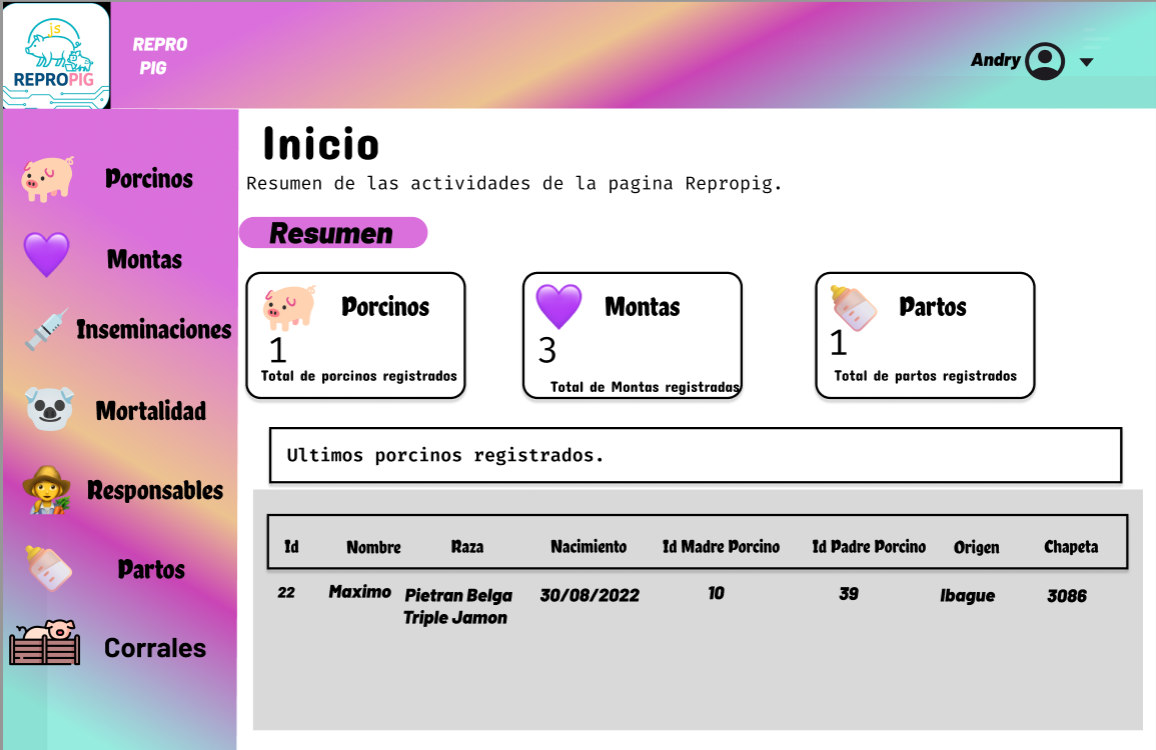 js
REPROPIG
REPRO
PIG
Andry
Porcinos
Montas
Inseminaciones
Mortalidad
Responsables
Partos
Corrales
Inicio
Resumen de las actividades de la pagina Repropig.
Resumen
Porcinos
1
Total de porcinos registrados
Montas
3
Total de Montas registradas
Partos
1
Total de partos registrados
Ultimos porcinos registrados.
Id Nombre Raza Nacimiento Id Madre Porcino Id Padre Porcino Origen Chapeta
22 Maximo Pietran Belga 30/08/2022 10 39 Ibague 3086
Triple Jamon